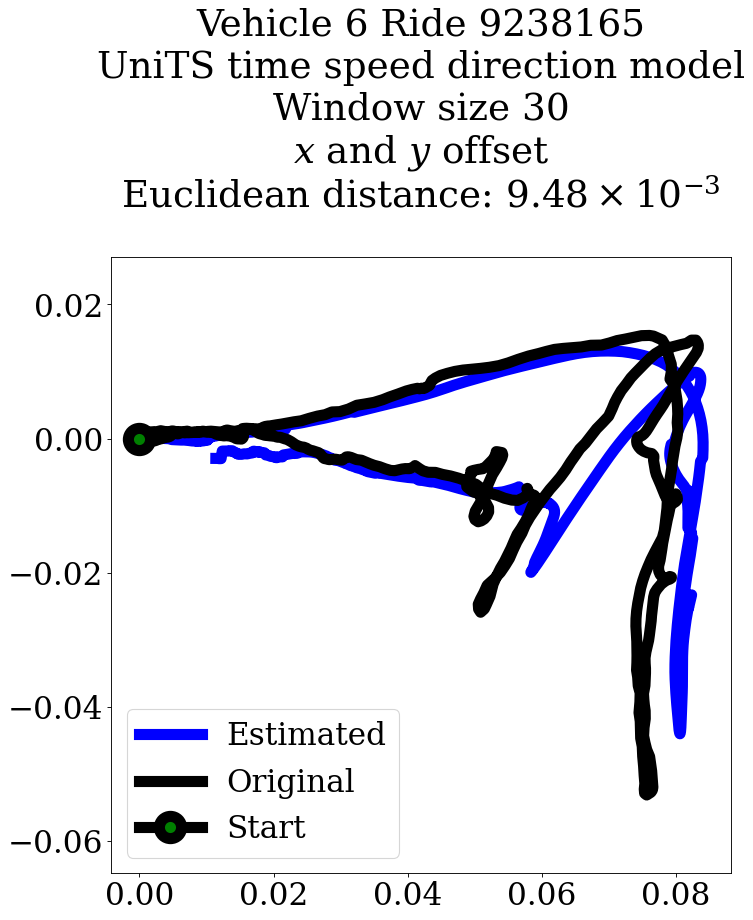 Vehicle 6 Ride 9238165
UniTS time speed direction model
Window size 30
x and y offset
Euclidean distance: 9.48 × 10⁻³
0.02
0.00
−0.02
−0.04
−0.06
Estimated
Original
Start
0.00 0.02 0.04 0.06 0.08